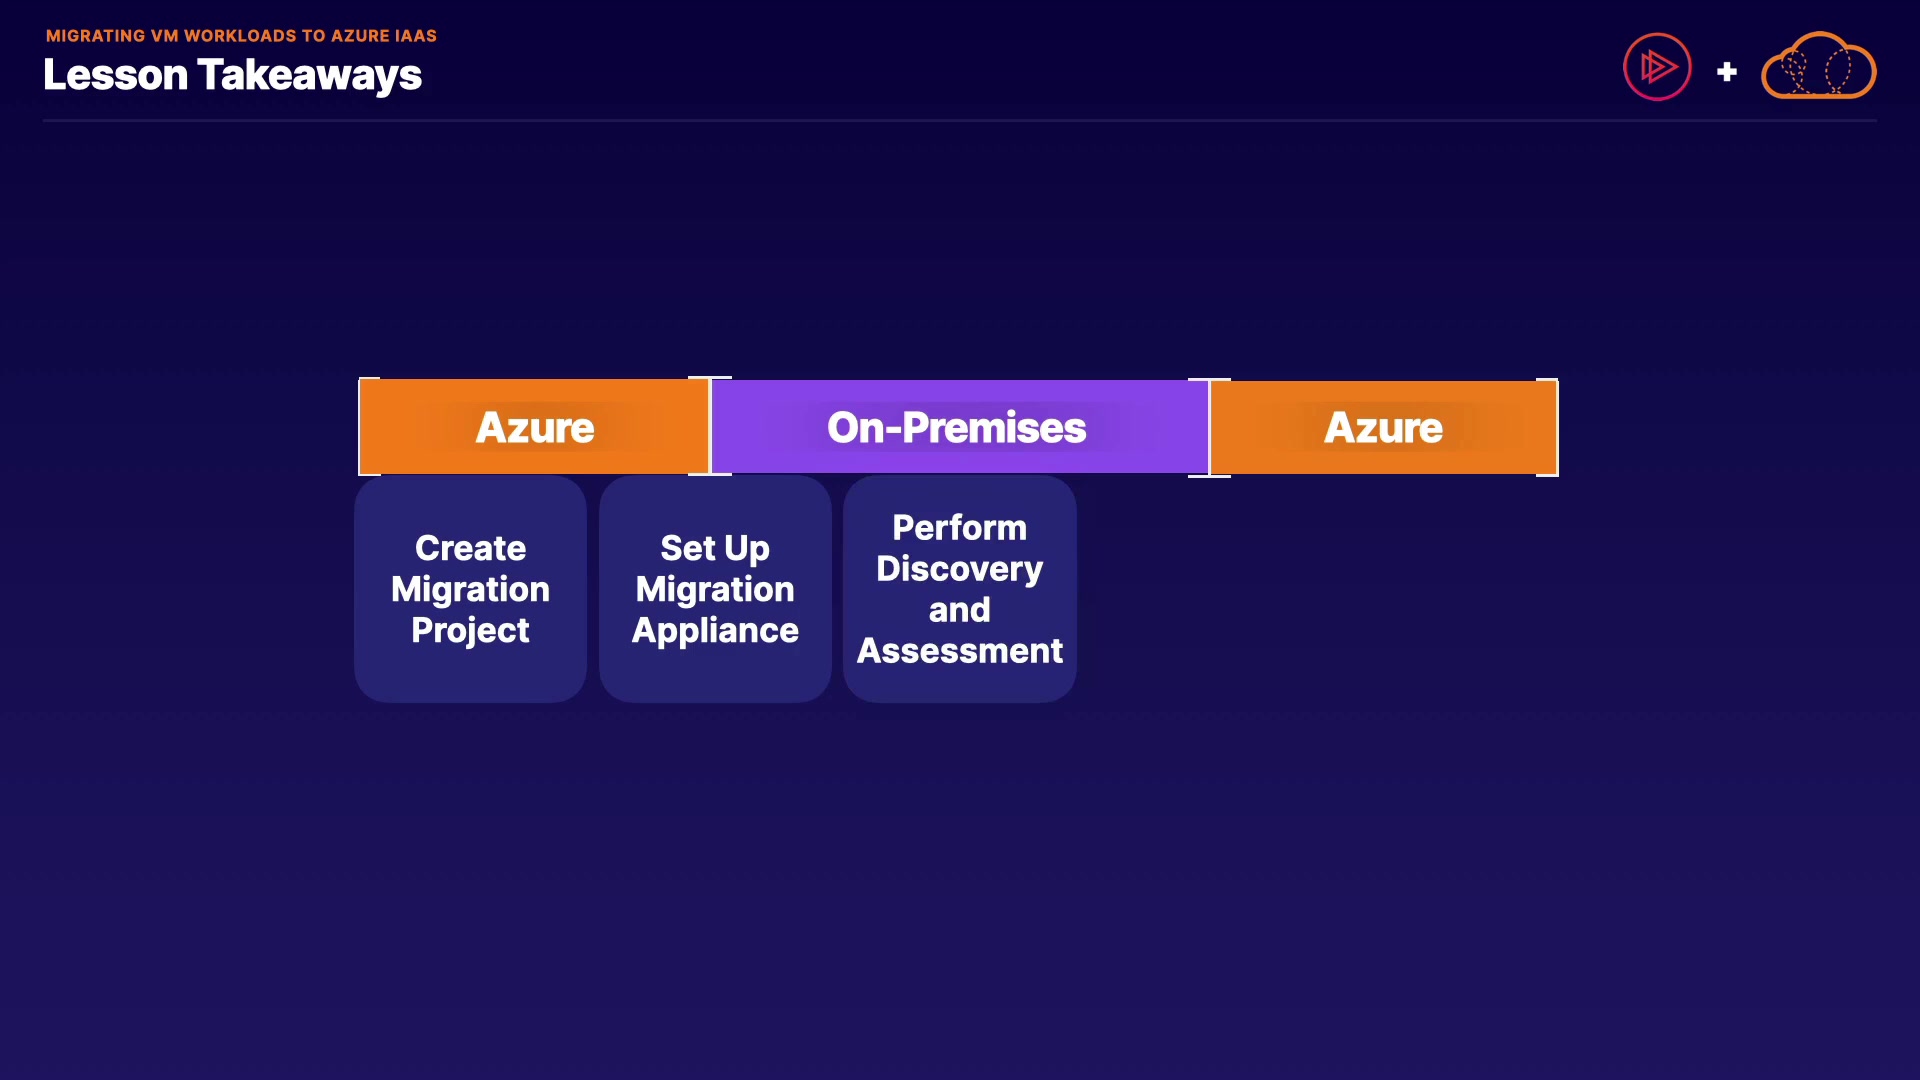 MIGRATING VM WORKLOADS TO AZURE IAAS
Lesson Takeaways
Azure
On-Premises
Azure
Create
Migration
Project
Set Up
Migration
Appliance
Perform
Discovery
and
Assessment